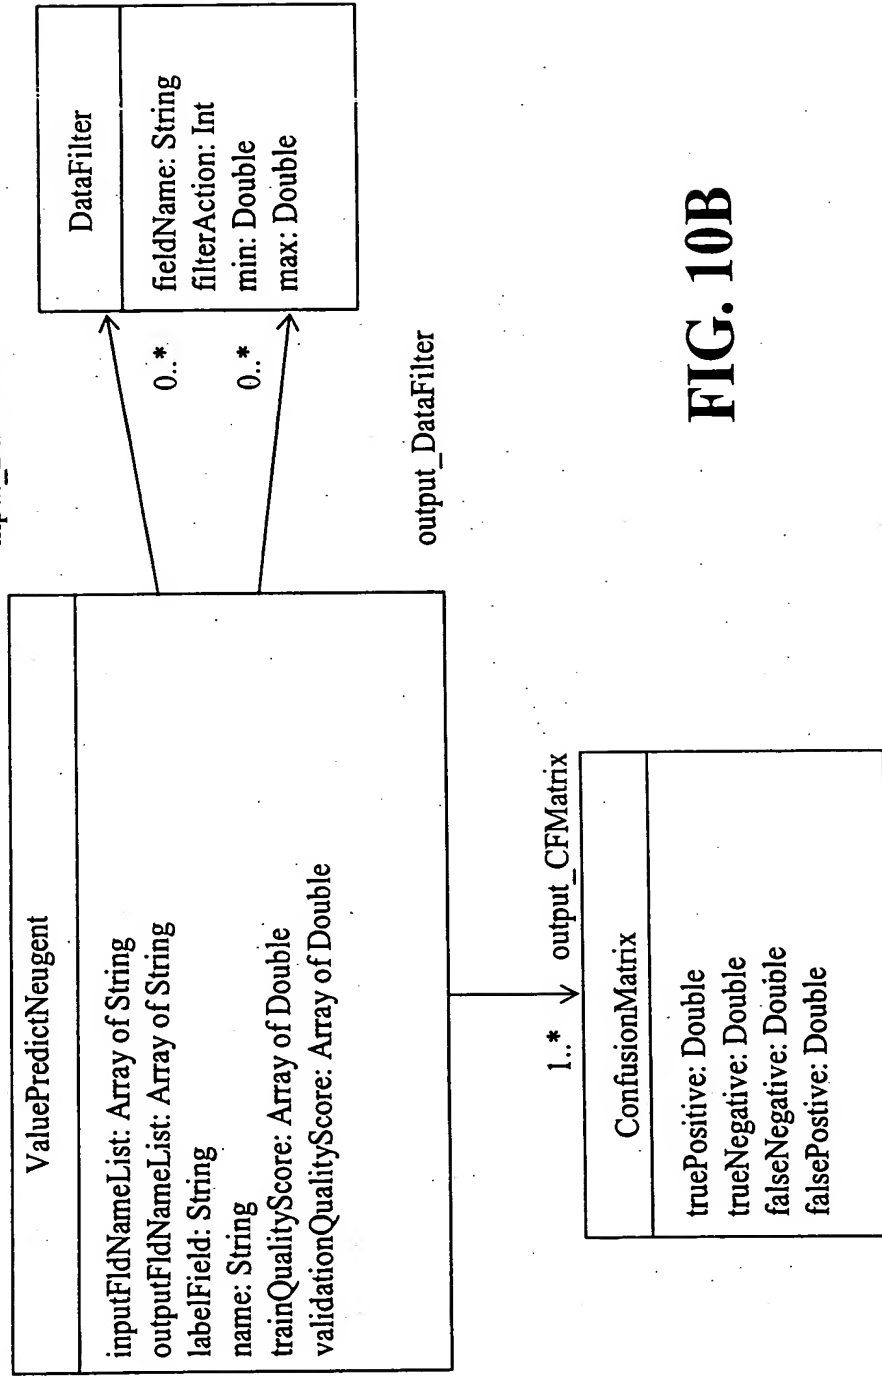 ValuePredictNeugent
inputFldNameList: Array of String
outputFldNameList: Array of String
labelField: String
name: String
trainQualityScore: Array of Double
validationQualityScore: Array of Double
DataFilter
fieldName: String
filterAction: Int
min: Double
max: Double
0..*
0..*
output_DataFilter
1..*
output_CFMatrix
ConfusionMatrix
truePositive: Double
trueNegative: Double
falseNegative: Double
falsePostive: Double
FIG. 10B